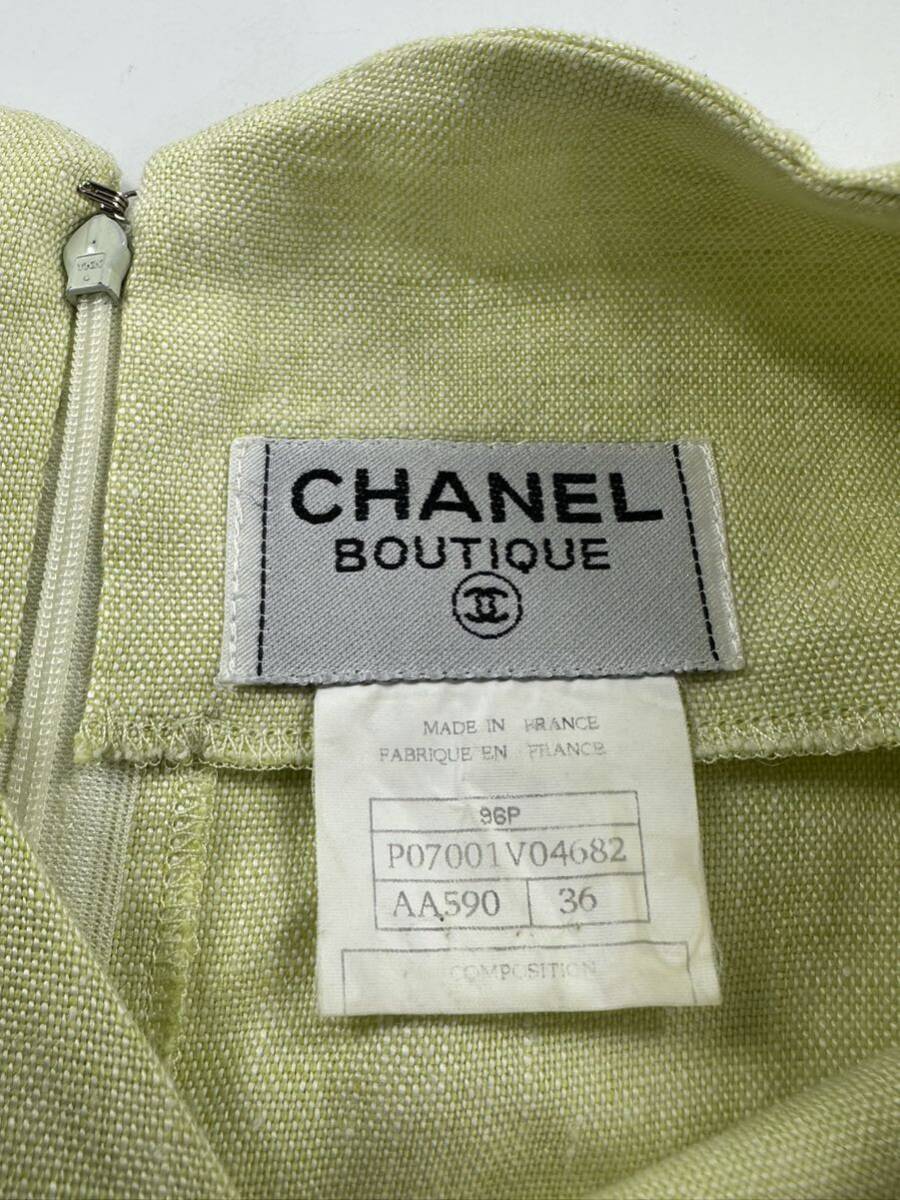 CHANEL
BOUTIQUE
MADE IN FRANCE
FABRIQUE EN FRANCE
96P
P07001V04682
AA590 36
COMPOSITION